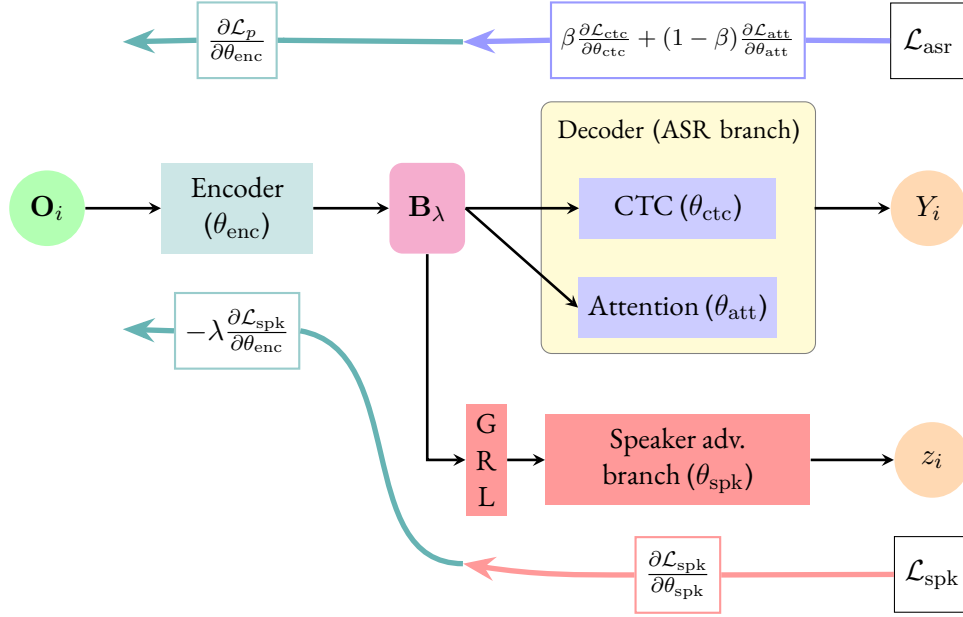 ∂ℒ_p/∂θ_enc
β ∂ℒ_ctc/∂θ_ctc + (1 − β) ∂ℒ_att/∂θ_att
ℒ_asr
Decoder (ASR branch)
O_i
Encoder
(θ_enc)
B_λ
CTC (θ_ctc)
Y_i
Attention (θ_att)
−λ ∂ℒ_spk/∂θ_enc
G
R
L
Speaker adv.
branch (θ_spk)
z_i
∂ℒ_spk/∂θ_spk
ℒ_spk